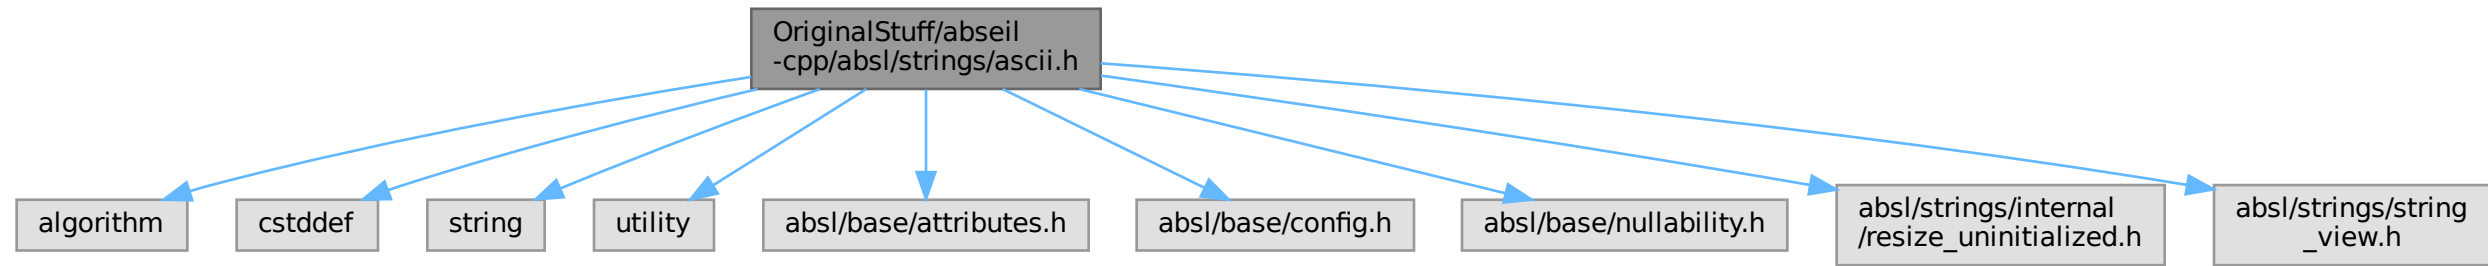 OriginalStuff/abseil
-cpp/absl/strings/ascii.h
algorithm
cstddef
string
utility
absl/base/attributes.h
absl/base/config.h
absl/base/nullability.h
absl/strings/internal
/resize_uninitialized.h
absl/strings/string
_view.h